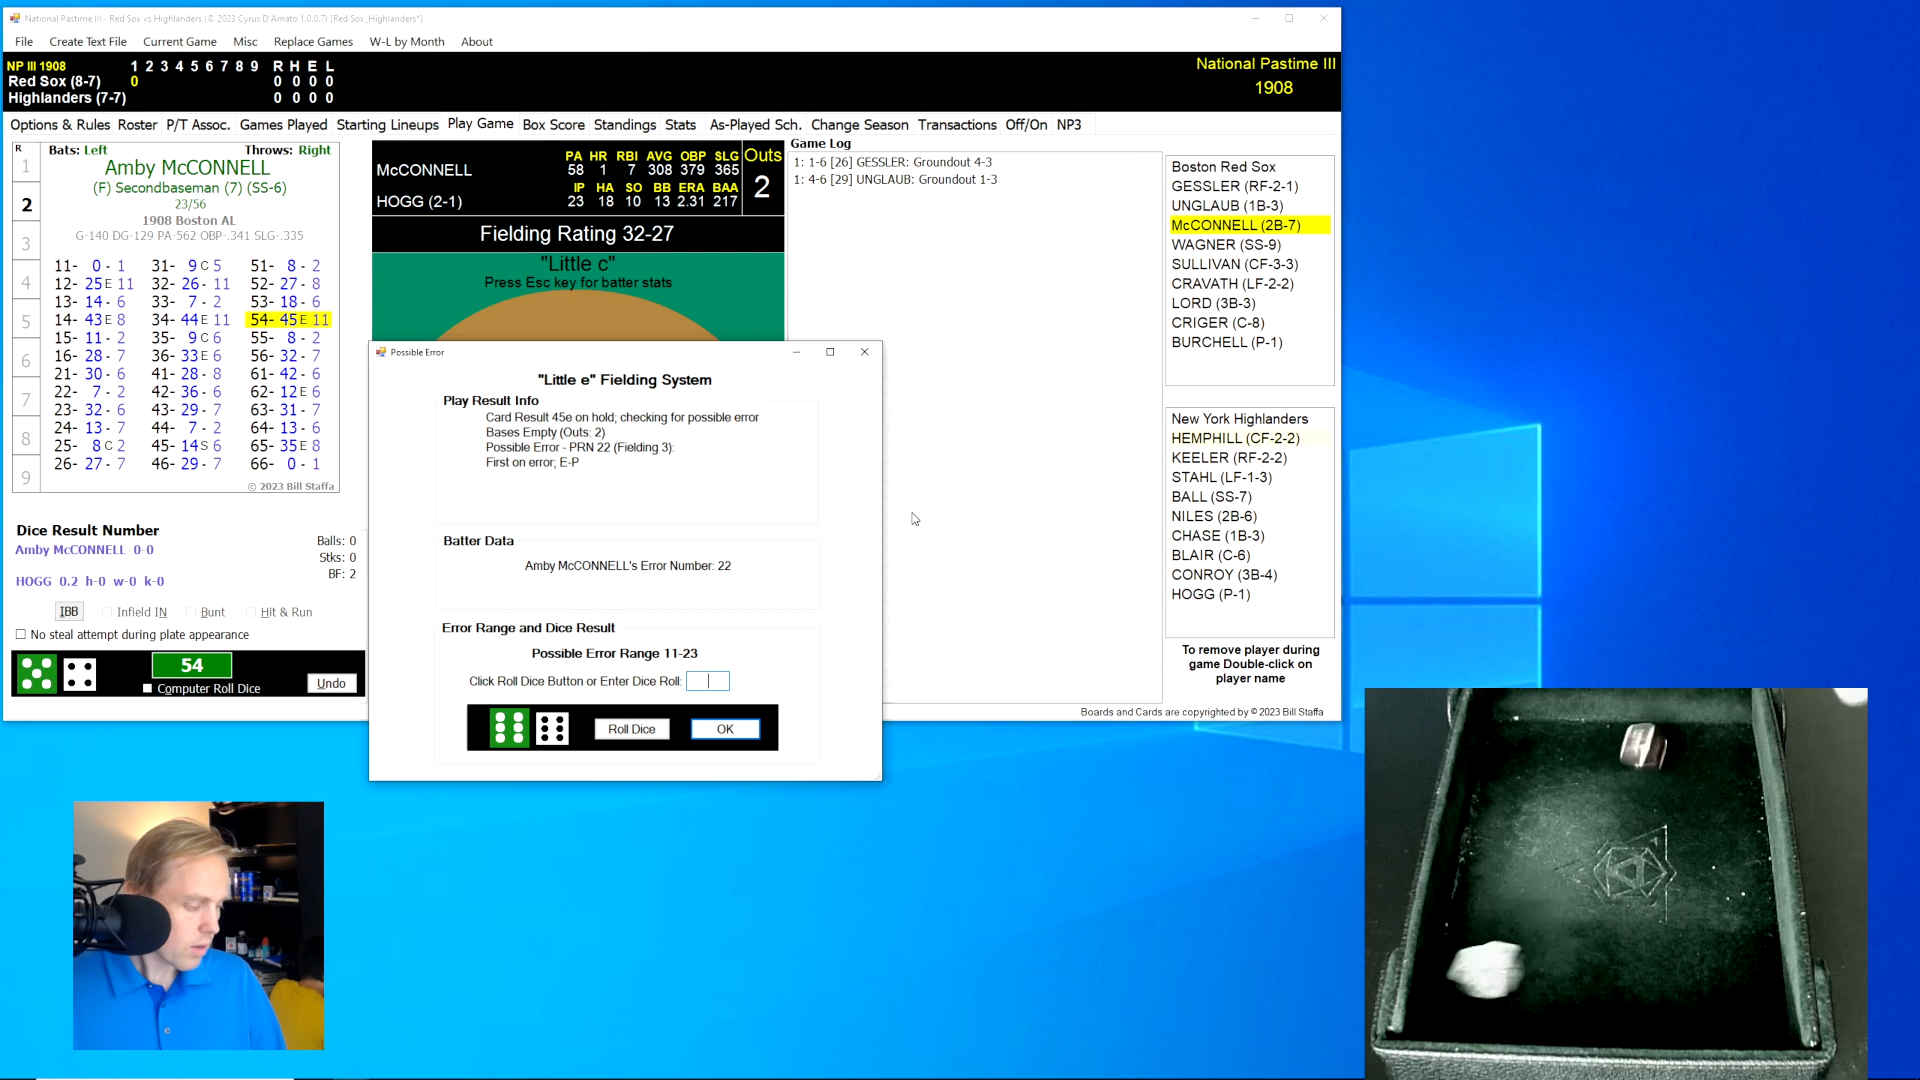 National Pastime III - Red Sox vs Highlanders (© 2023 Cyrus D Amato 1.0.0.7) [Red Sox_Highlanders*]
File Create Text File Current Game Misc Replace Games W-L by Month About
NP III 1908 1 2 3 4 5 6 7 8 9 R H E L
Red Sox (8-7) 0 0 0 0 0
Highlanders (7-7) 0 0 0 0
National Pastime III
1908
Options & Rules Roster P/T Assoc. Games Played Starting Lineups Play Game Box Score Standings Stats As-Played Sch. Change Season Transactions Off/On NP3
R
1
2
3
4
5
6
7
8
9
Bats: Left Throws: Right
Amby McCONNELL
(F) Secondbaseman (7) (SS-6)
23/56
1908 Boston AL
G-140 DG-129 PA-562 OBP-.341 SLG-.335
11- 0 - 1 31- 9 C 5 51- 8 - 2
12- 25 E 11 32- 26 - 11 52- 27 - 8
13- 14 - 6 33- 7 - 2 53- 18 - 6
14- 43 E 8 34- 44 E 11 54- 45 E 11
15- 11 - 2 35- 9 C 6 55- 8 - 2
16- 28 - 7 36- 33 E 6 56- 32 - 7
21- 30 - 6 41- 28 - 8 61- 42 - 6
22- 7 - 2 42- 36 - 6 62- 12 E 6
23- 32 - 6 43- 29 - 7 63- 31 - 7
24- 13 - 7 44- 7 - 2 64- 13 - 6
25- 8 C 2 45- 14 S 6 65- 35 E 8
26- 27 - 7 46- 29 - 7 66- 0 - 1
© 2023 Bill Staffa
Dice Result Number
Amby McCONNELL 0-0
HOGG 0.2 h-0 w-0 k-0
Balls: 0
Stks: 0
BF: 2
IBB Infield IN Bunt Hit & Run
No steal attempt during plate appearance
54
Computer Roll Dice
Undo
PA HR RBI AVG OBP SLG
McCONNELL 58 1 7 308 379 365
IP HA SO BB ERA BAA
HOGG (2-1) 23 18 10 13 2.31 217
Outs
2
Fielding Rating 32-27
"Little c"
Press Esc key for batter stats
Possible Error
"Little e" Fielding System
Play Result Info
Card Result 45e on hold; checking for possible error
Bases Empty (Outs: 2)
Possible Error - PRN 22 (Fielding 3):
First on error; E-P
Batter Data
Amby McCONNELL's Error Number: 22
Error Range and Dice Result
Possible Error Range 11-23
Click Roll Dice Button or Enter Dice Roll:
Roll Dice OK
Game Log
1: 1-6 [26] GESSLER: Groundout 4-3
1: 4-6 [29] UNGLAUB: Groundout 1-3
Boston Red Sox
GESSLER (RF-2-1)
UNGLAUB (1B-3)
McCONNELL (2B-7)
WAGNER (SS-9)
SULLIVAN (CF-3-3)
CRAVATH (LF-2-2)
LORD (3B-3)
CRIGER (C-8)
BURCHELL (P-1)
New York Highlanders
HEMPHILL (CF-2-2)
KEELER (RF-2-2)
STAHL (LF-1-3)
BALL (SS-7)
NILES (2B-6)
CHASE (1B-3)
BLAIR (C-6)
CONROY (3B-4)
HOGG (P-1)
To remove player during
game Double-click on
player name
Boards and Cards are copyrighted by © 2023 Bill Staffa